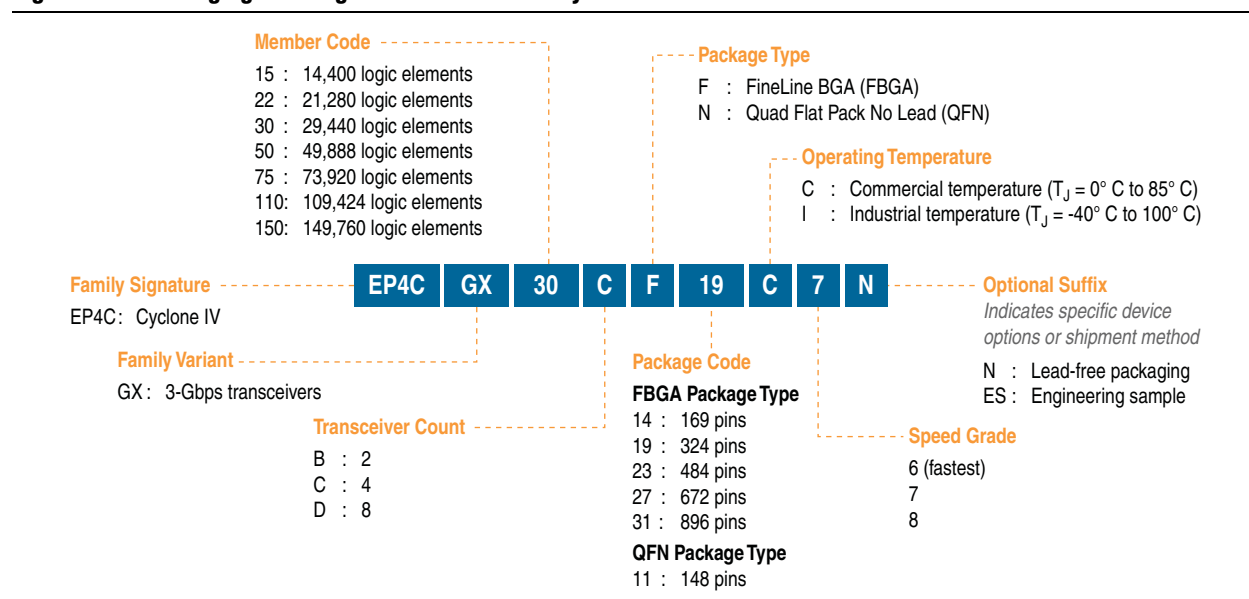 Member Code
15 : 14,400 logic elements
22 : 21,280 logic elements
30 : 29,440 logic elements
50 : 49,888 logic elements
75 : 73,920 logic elements
110: 109,424 logic elements
150: 149,760 logic elements
Package Type
F : FineLine BGA (FBGA)
N : Quad Flat Pack No Lead (QFN)
Operating Temperature
C : Commercial temperature (TJ = 0° C to 85° C)
I : Industrial temperature (TJ = -40° C to 100° C)
EP4C GX 30 C F 19 C 7 N
Family Signature
EP4C: Cyclone IV
Family Variant
GX : 3-Gbps transceivers
Transceiver Count
B : 2
C : 4
D : 8
Package Code
FBGA Package Type
14 : 169 pins
19 : 324 pins
23 : 484 pins
27 : 672 pins
31 : 896 pins
QFN Package Type
11 : 148 pins
Speed Grade
6 (fastest)
7
8
Optional Suffix
Indicates specific device
options or shipment method
N : Lead-free packaging
ES : Engineering sample